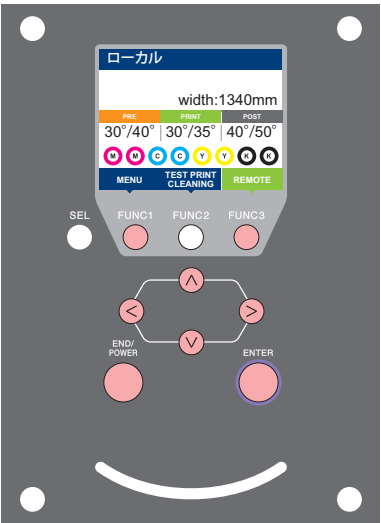 ローカル
width:1340mm
PRE PRINT POST
30°/40° 30°/35° 40°/50°
M M C C Y Y K K
MENU TEST PRINT CLEANING REMOTE
SEL FUNC1 FUNC2 FUNC3
END/
POWER
ENTER